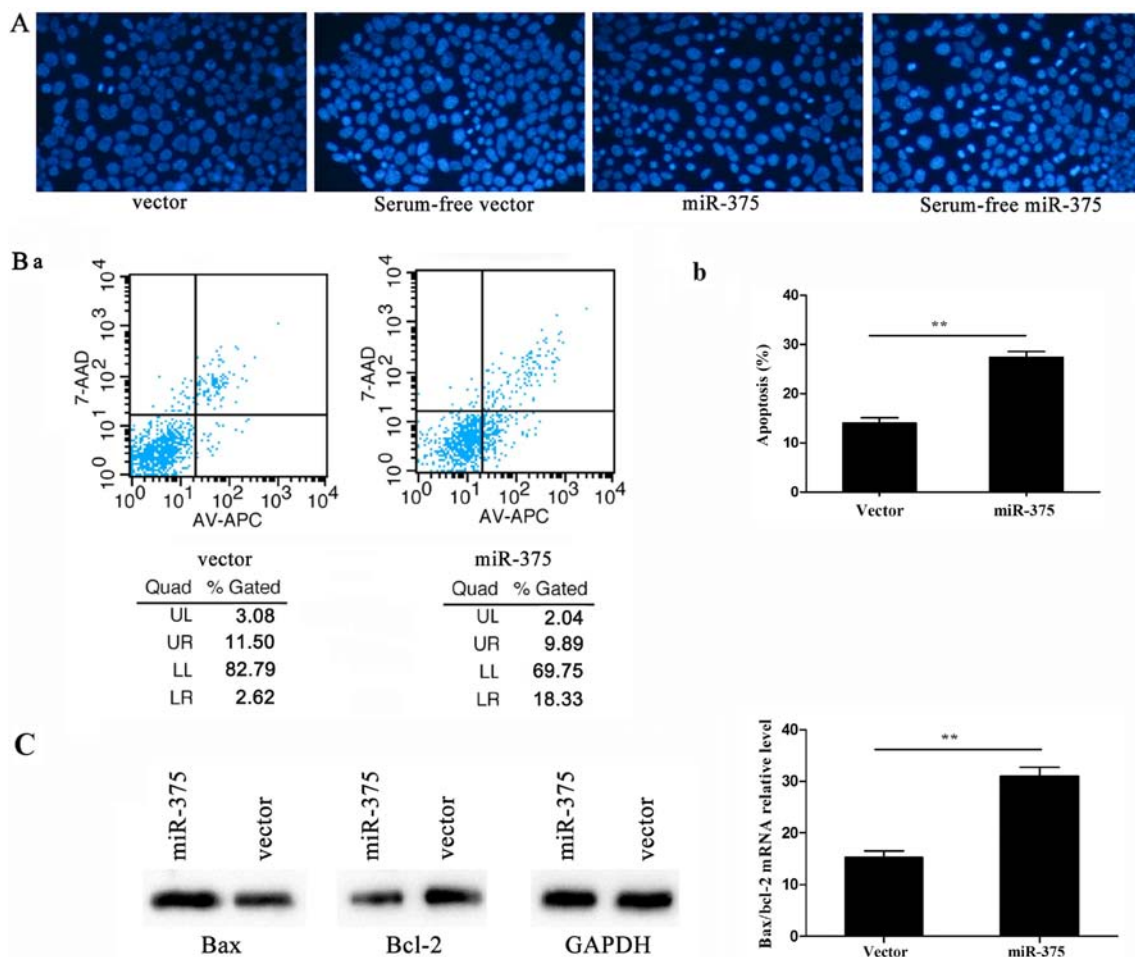 A
vector
Serum-free vector
miR-375
Serum-free miR-375
B a
10^4
10^3
10^2
10^1
10^0
7-AAD
10^0 10^1 10^2 10^3 10^4
AV-APC
vector
Quad % Gated
UL 3.08
UR 11.50
LL 82.79
LR 2.62
10^4
10^3
10^2
10^1
10^0
7-AAD
10^0 10^1 10^2 10^3 10^4
AV-APC
miR-375
Quad % Gated
UL 2.04
UR 9.89
LL 69.75
LR 18.33
b
40
30
20
10
0
Apoptosis (%)
**
Vector miR-375
C
miR-375
vector
Bax
miR-375
vector
Bcl-2
miR-375
vector
GAPDH
40
30
20
10
0
Bax/bcl-2 mRNA relative level
**
Vector miR-375